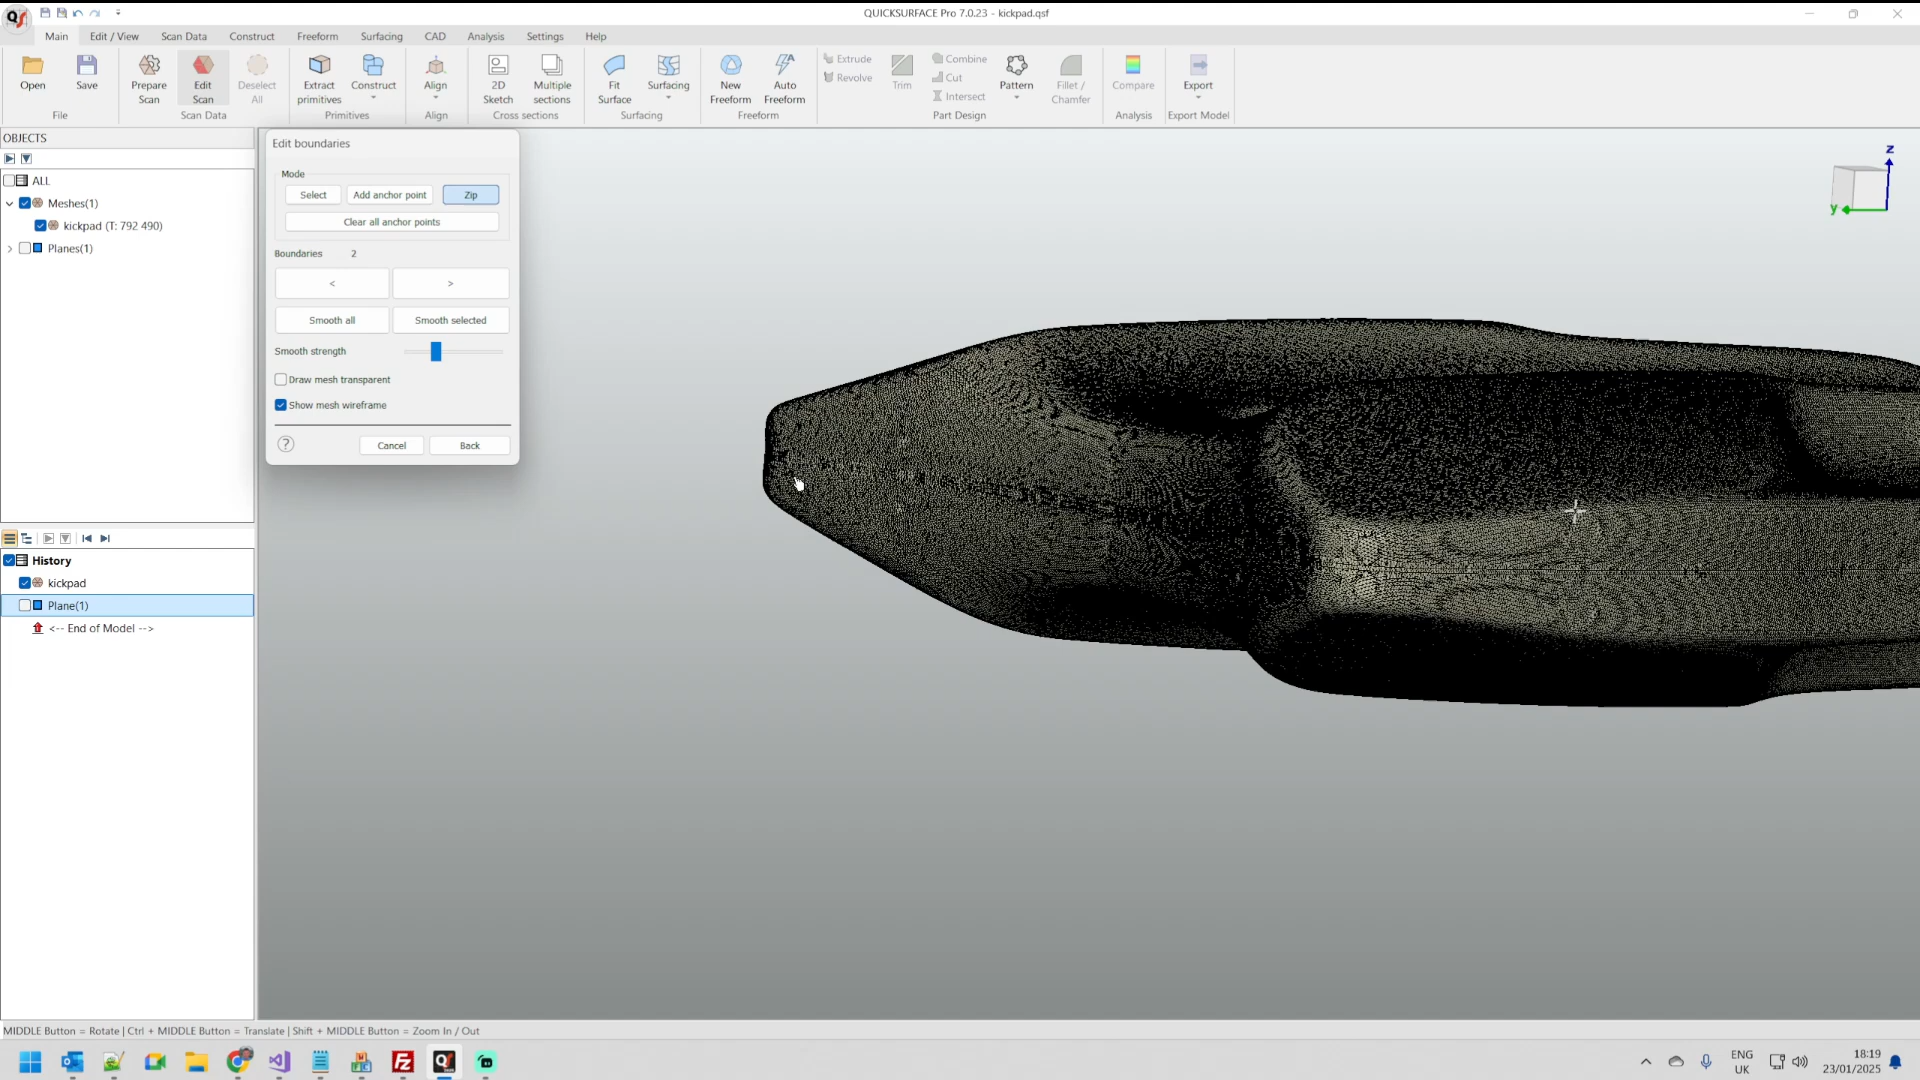 QUICKSURFACE Pro 7.0.23 - kickpad.qsf
Main Edit / View Scan Data Construct Freeform Surfacing CAD Analysis Settings Help
Open
Save
File
Prepare Scan
Edit Scan
Deselect All
Scan Data
Extract primitives
Construct
Primitives
Align
Align
2D Sketch
Multiple sections
Cross sections
Fit Surface
Surfacing
Surfacing
New Freeform
Auto Freeform
Freeform
Extrude
Revolve
Trim
Combine
Cut
Intersect
Pattern
Fillet / Chamfer
Part Design
Compare
Analysis
Export
Export Model
OBJECTS
ALL
Meshes(1)
kickpad (T: 792 490)
Planes(1)
History
kickpad
Plane(1)
<-- End of Model -->
Edit boundaries
Mode
Select Add anchor point Zip
Clear all anchor points
Boundaries 2
< >
Smooth all Smooth selected
Smooth strength
Draw mesh transparent
Show mesh wireframe
? Cancel Back
z
y
MIDDLE Button = Rotate | Ctrl + MIDDLE Button = Translate | Shift + MIDDLE Button = Zoom In / Out
ENG
UK
18:19
23/01/2025